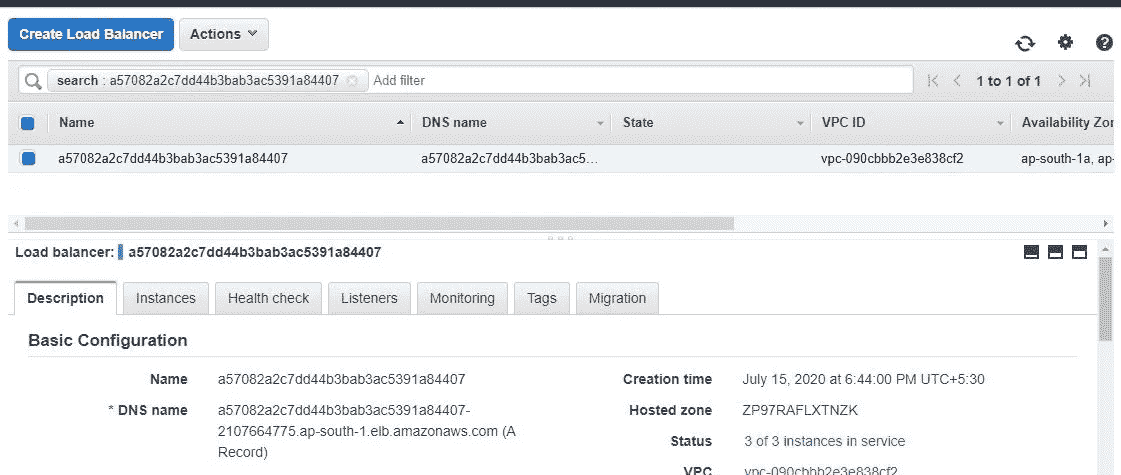 Create Load Balancer Actions
search : a57082a2c7dd44b3bab3ac5391a84407 Add filter 1 to 1 of 1
Name DNS name State VPC ID Availability Zon
a57082a2c7dd44b3bab3ac5391a84407 a57082a2c7dd44b3bab3ac5... vpc-090cbbb2e3e838cf2 ap-south-1a, ap-
Load balancer: a57082a2c7dd44b3bab3ac5391a84407
Description Instances Health check Listeners Monitoring Tags Migration
Basic Configuration
Name a57082a2c7dd44b3bab3ac5391a84407 Creation time July 15, 2020 at 6:44:00 PM UTC+5:30
* DNS name a57082a2c7dd44b3bab3ac5391a84407- Hosted zone ZP97RAFLXTNZK
2107664775.ap-south-1.elb.amazonaws.com (A Status 3 of 3 instances in service
Record)
VPC vpc-090cbbb2e3e838cf2